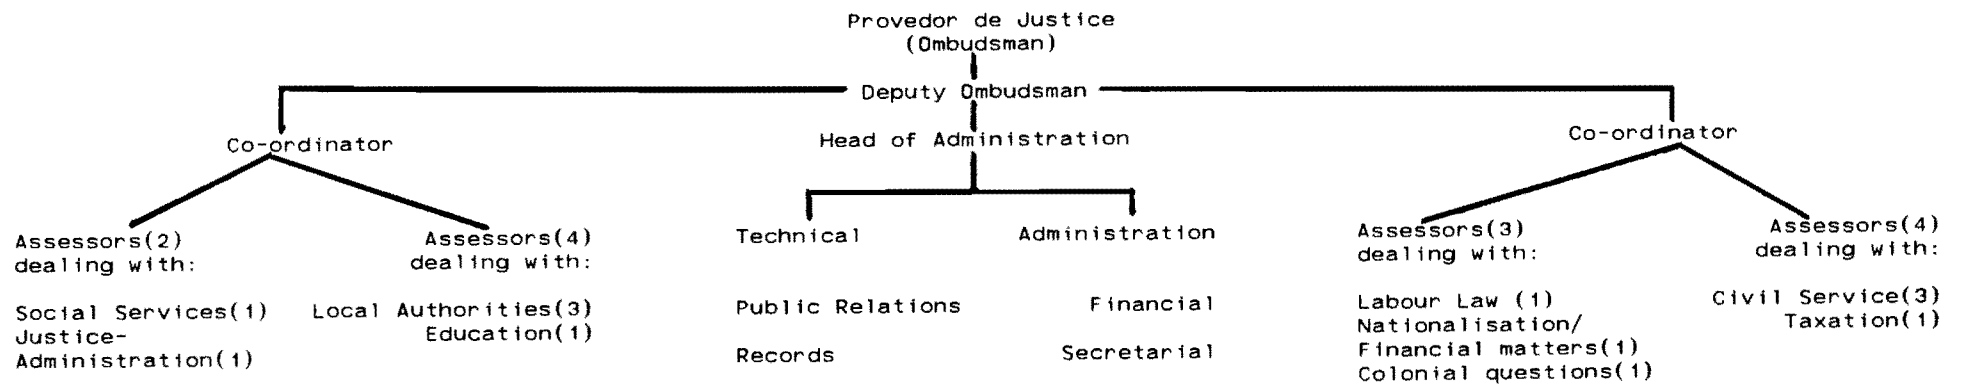 Provedor de Justice
(Ombudsman)
Deputy Ombudsman
Co-ordinator
Head of Administration
Co-ordinator
Assessors(2)
dealing with:
Social Services(1)
Justice-
Administration(1)
Assessors(4)
dealing with:
Local Authorities(3)
Education(1)
Technical
Public Relations
Records
Administration
Financial
Secretarial
Assessors(3)
dealing with:
Labour Law (1)
Nationalisation/
Financial matters(1)
Colonial questions(1)
Assessors(4)
dealing with:
Civil Service(3)
Taxation(1)